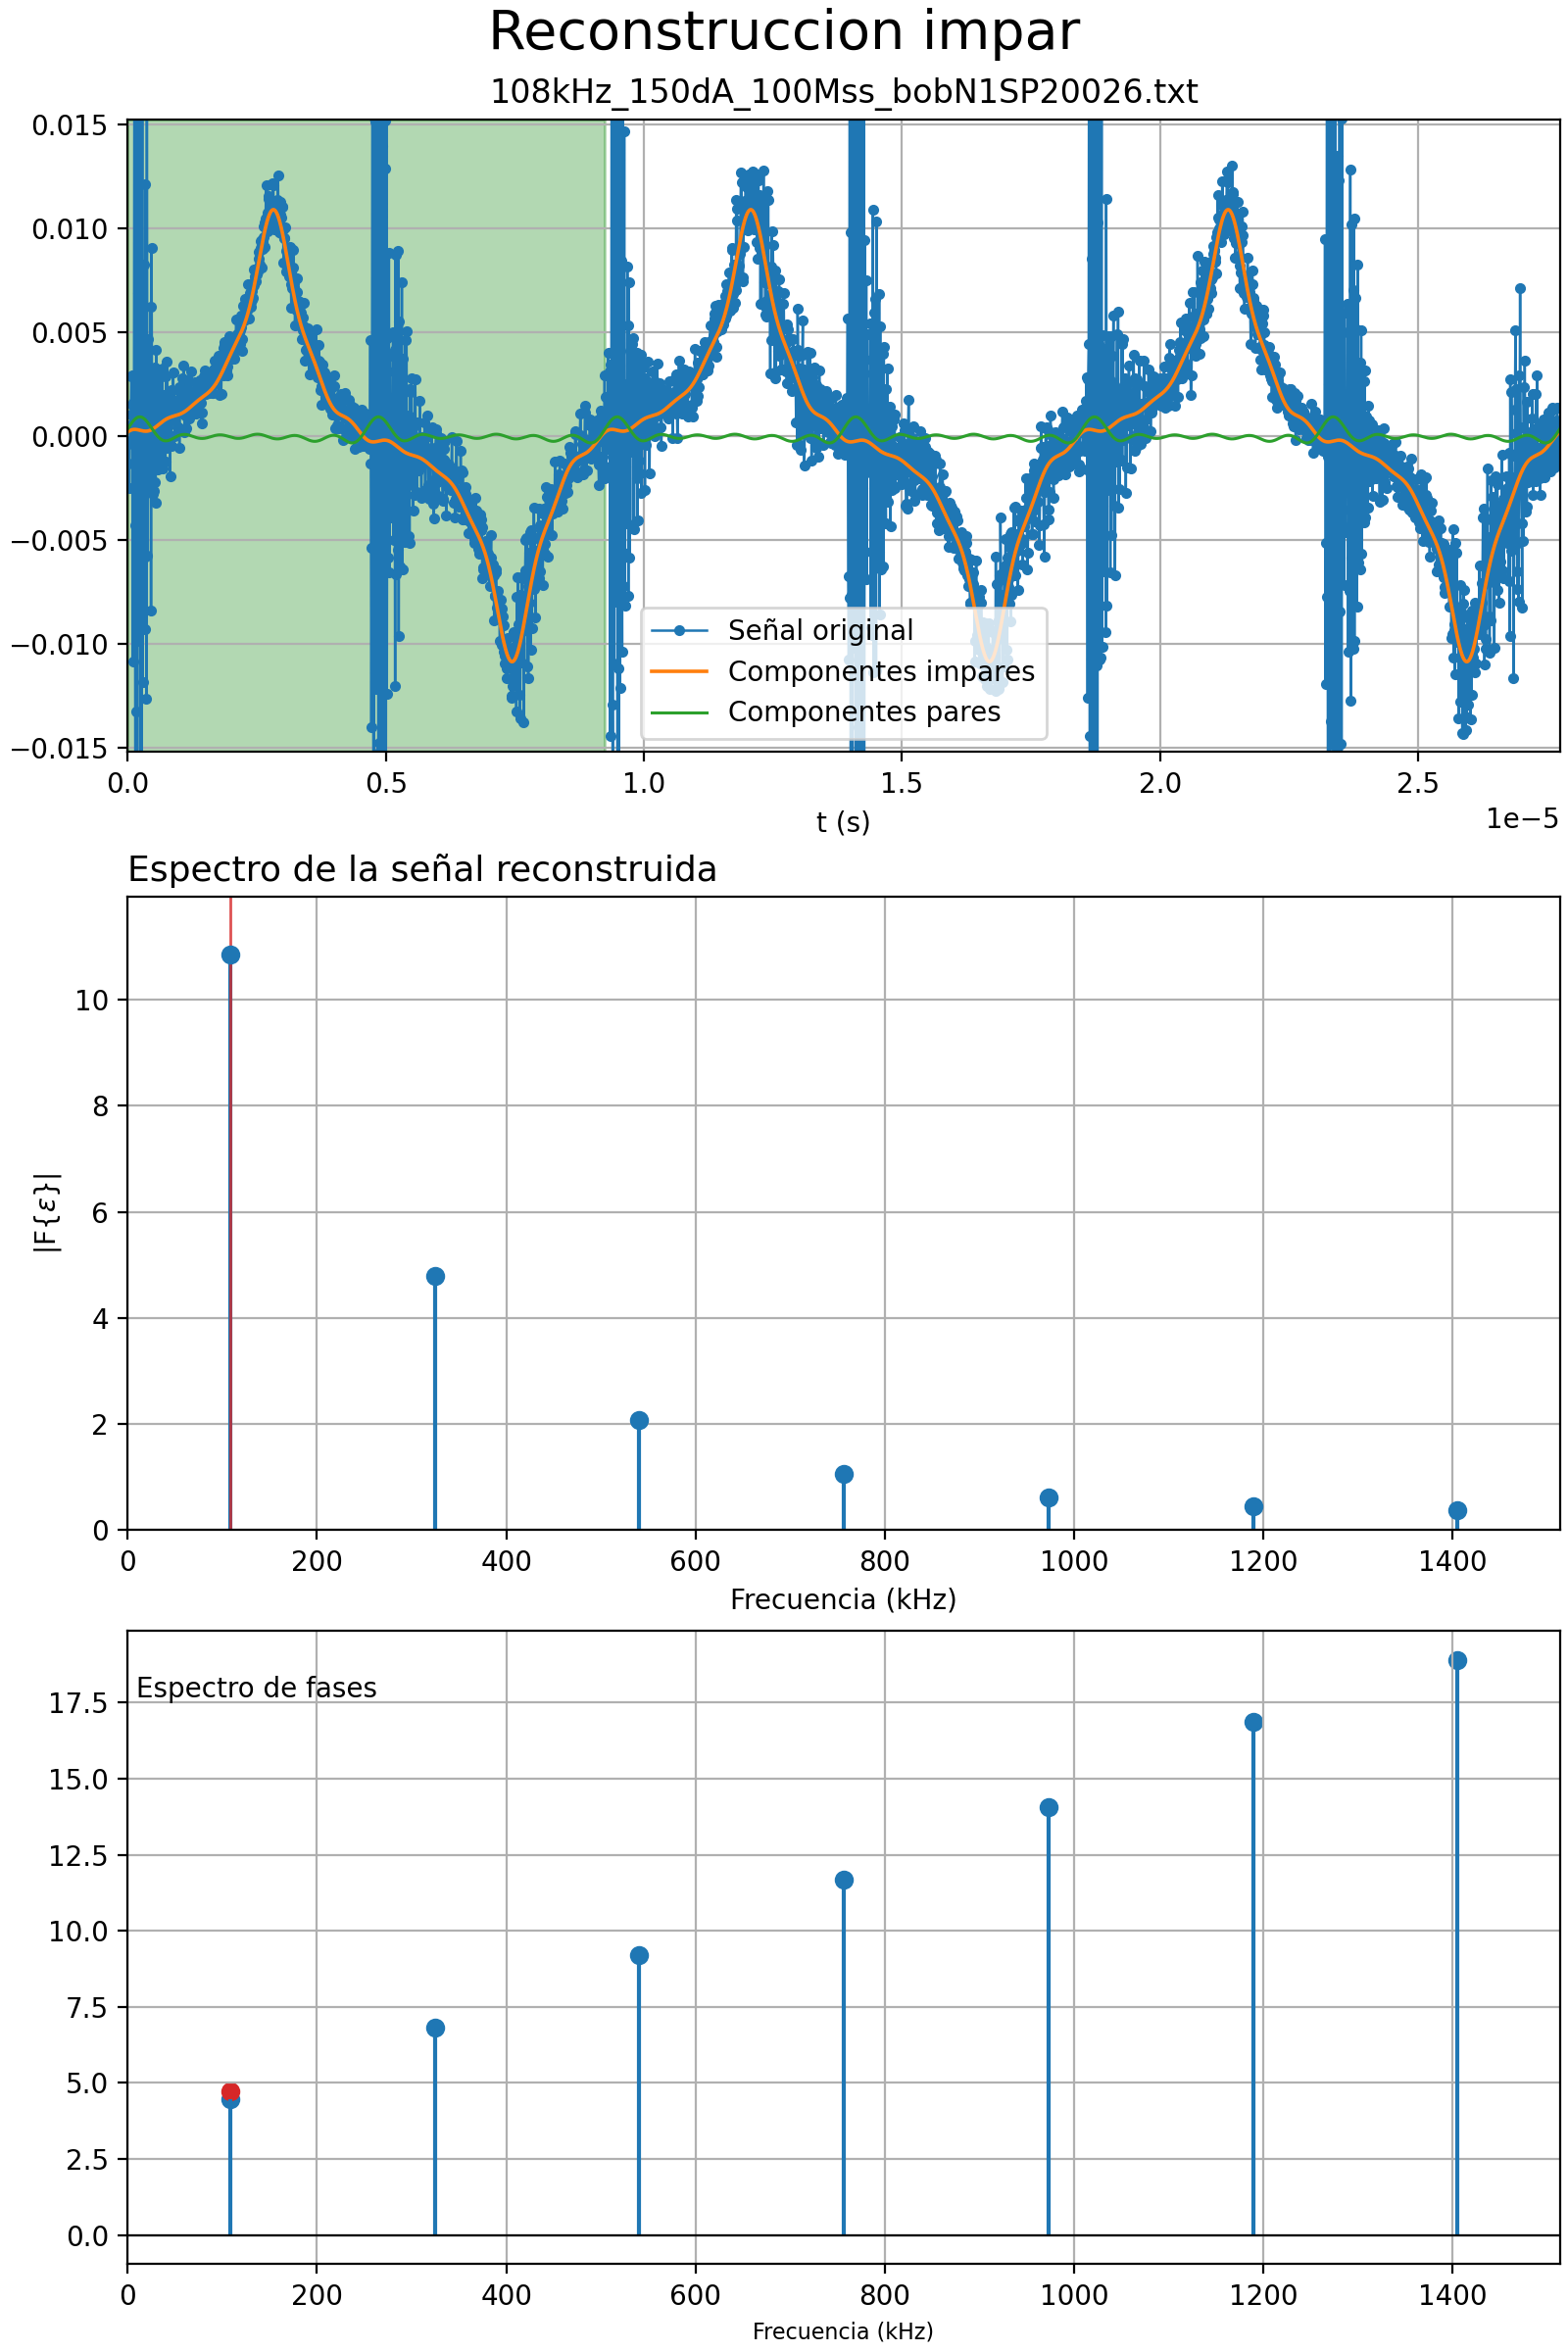 Reconstruccion impar
108kHz_150dA_100Mss_bobN1SP20026.txt
0.015
0.010
0.005
0.000
−0.005
−0.010
−0.015
Señal original
Componentes impares
Componentes pares
0.0 0.5 1.0 1.5 2.0 2.5
1e−5
t (s)
Espectro de la señal reconstruida
10
8
6
4
2
0
|F{ε}|
0 200 400 600 800 1000 1200 1400
Frecuencia (kHz)
Espectro de fases
17.5
15.0
12.5
10.0
7.5
5.0
2.5
0.0
0 200 400 600 800 1000 1200 1400
Frecuencia (kHz)